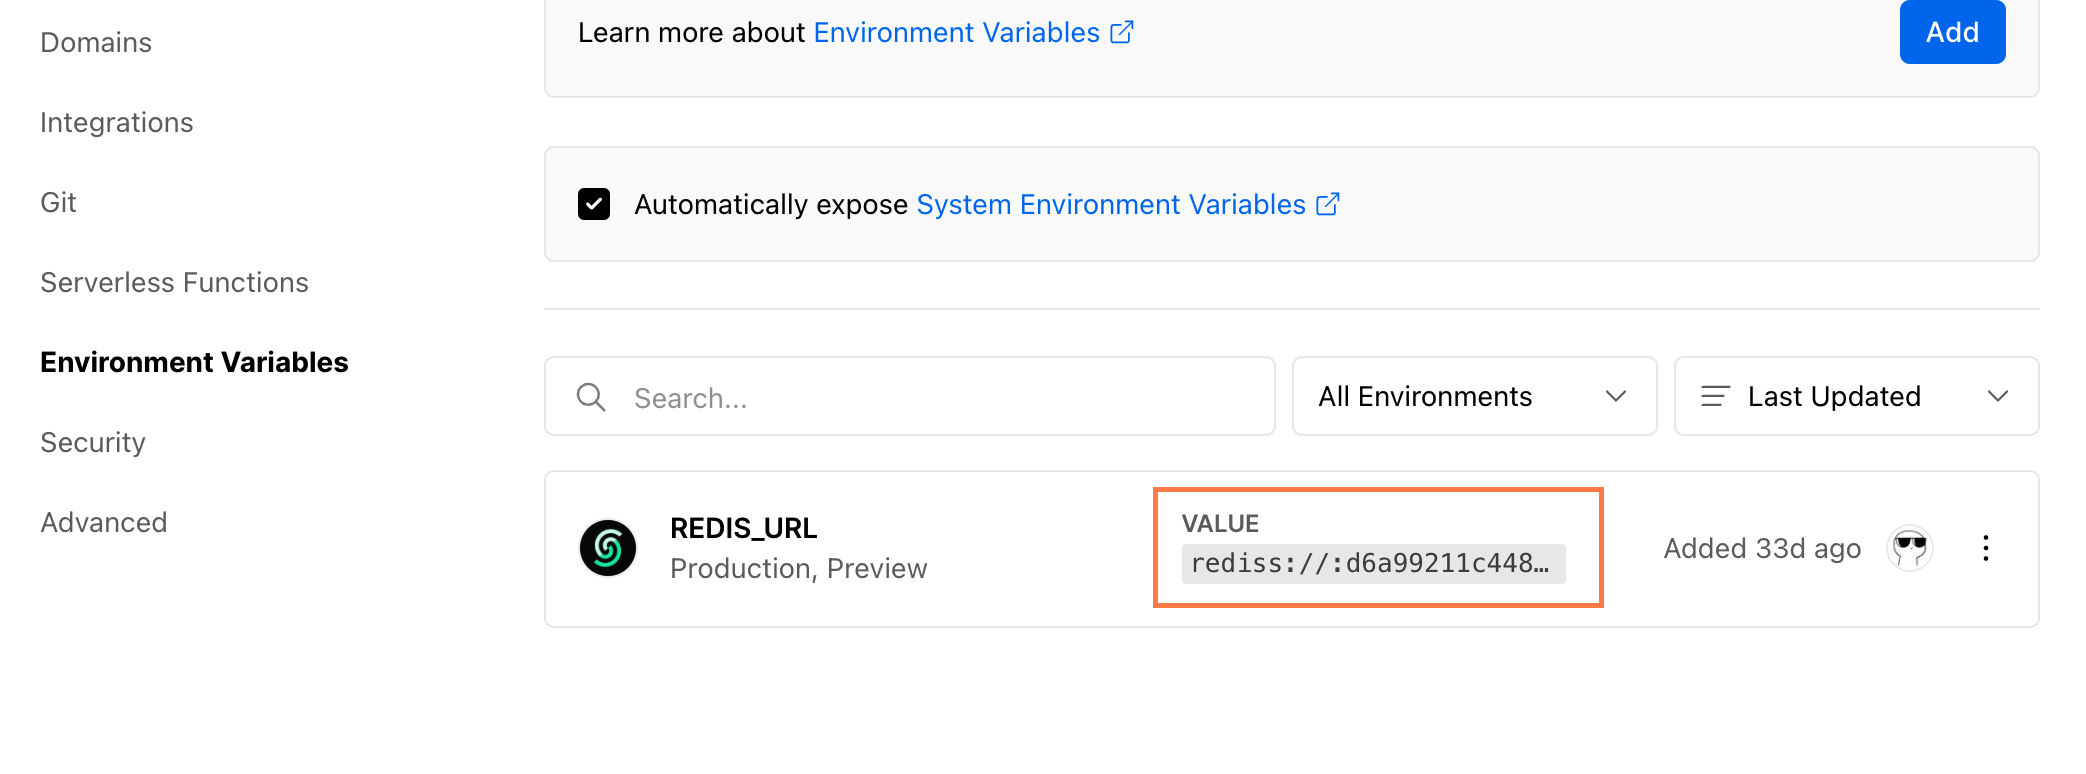 Domains
Integrations
Git
Serverless Functions
Environment Variables
Security
Advanced
Learn more about Environment Variables
Add
Automatically expose System Environment Variables
Search...
All Environments
Last Updated
REDIS_URL
Production, Preview
VALUE
rediss://:d6a99211c448…
Added 33d ago